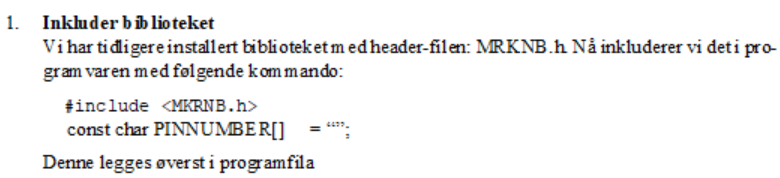 1. Inkluder biblioteket
Vi har tidligere installert biblioteket med header-filen: MRKNB.h. Nå inkluderer vi det i pro-
gramvaren med følgende kommando:
#include <MKRNB.h>
const char PINNUMBER[] = “”;
Denne legges øverst i programfila